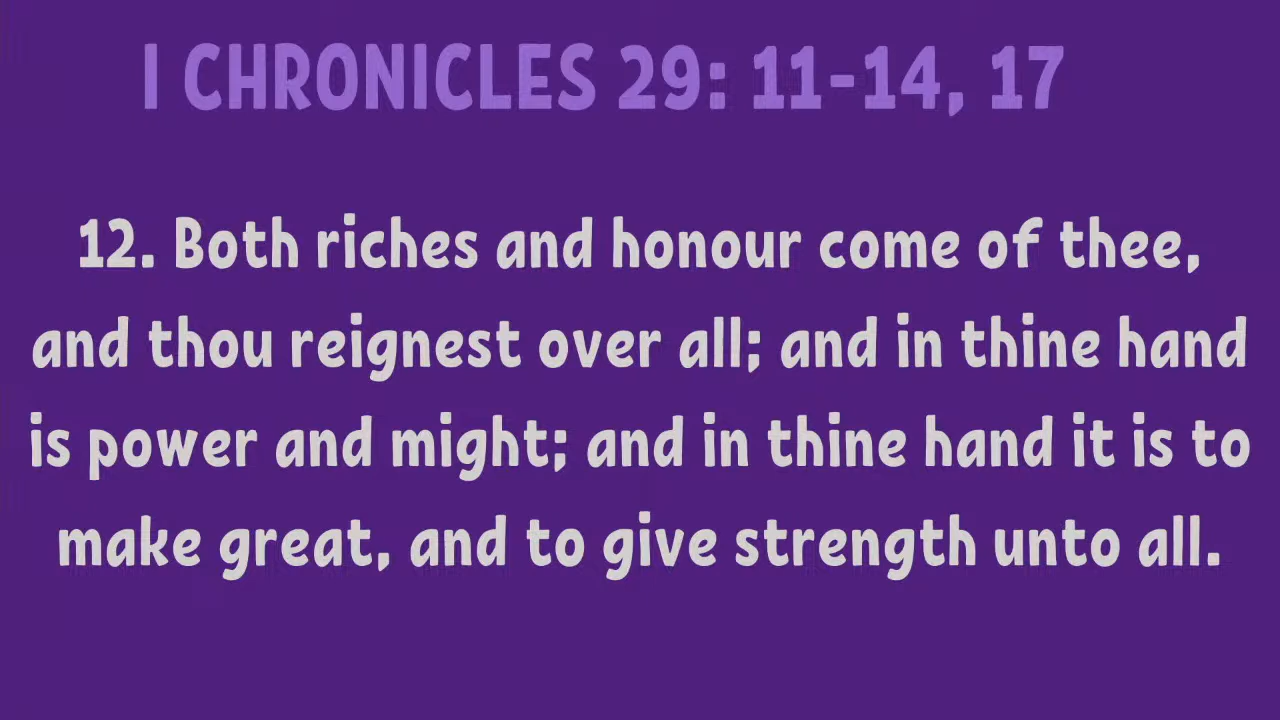 I CHRONICLES 29: 11-14, 17
12. Both riches and honour come of thee,
and thou reignest over all; and in thine hand
is power and might; and in thine hand it is to
make great, and to give strength unto all.